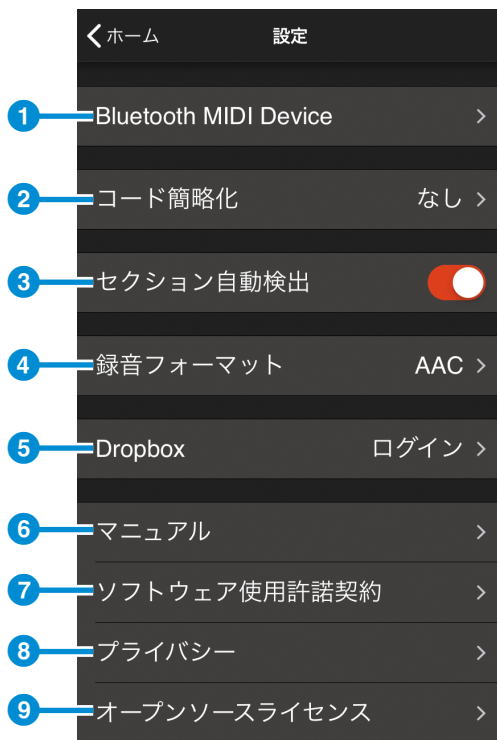 ホーム 設定
1 Bluetooth MIDI Device
2 コード簡略化 なし
3 セクション自動検出
4 録音フォーマット AAC
5 Dropbox ログイン
6 マニュアル
7 ソフトウェア使用許諾契約
8 プライバシー
9 オープンソースライセンス